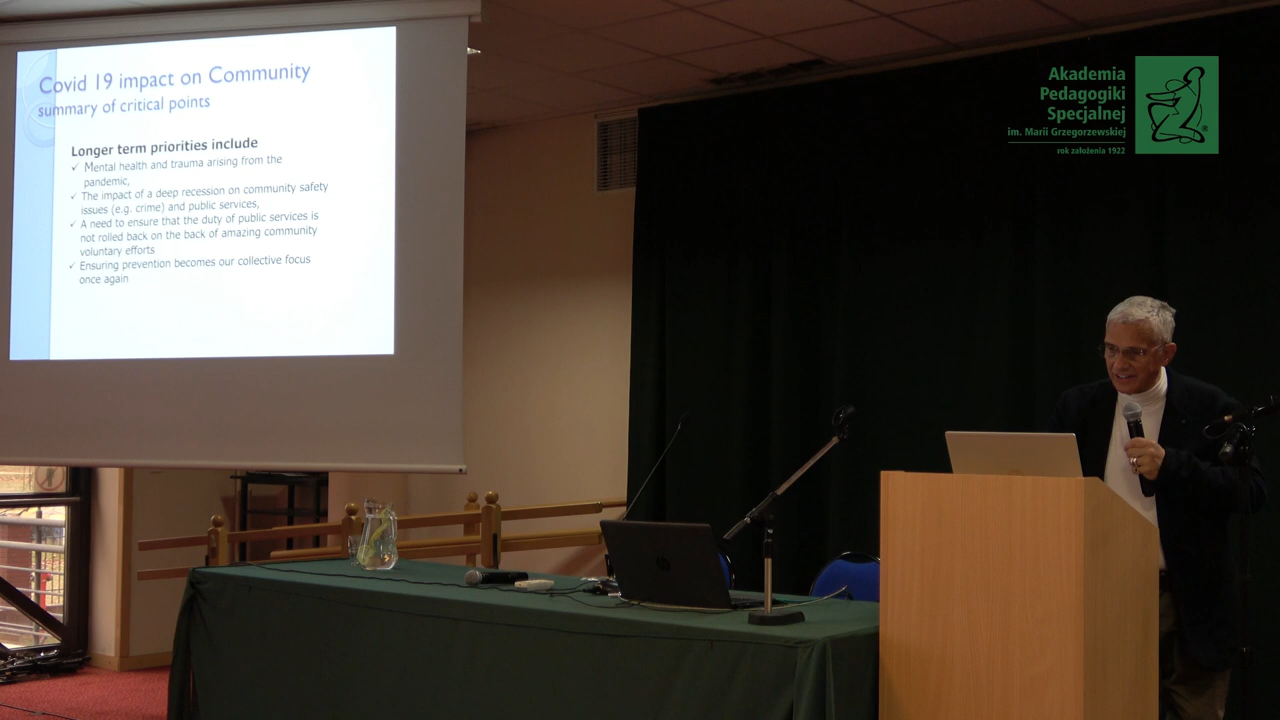 Covid 19 impact on Community
summary of critical points
Longer term priorities include
✓ Mental health and trauma arising from the
pandemic,
✓ The impact of a deep recession on community safety
issues (e.g. crime) and public services,
✓ A need to ensure that the duty of public services is
not rolled back on the back of amazing community
voluntary efforts
✓ Ensuring prevention becomes our collective focus
once again
Akademia
Pedagogiki
Specjalnej
im. Marii Grzegorzewskiej
rok założenia 1922
®
hp